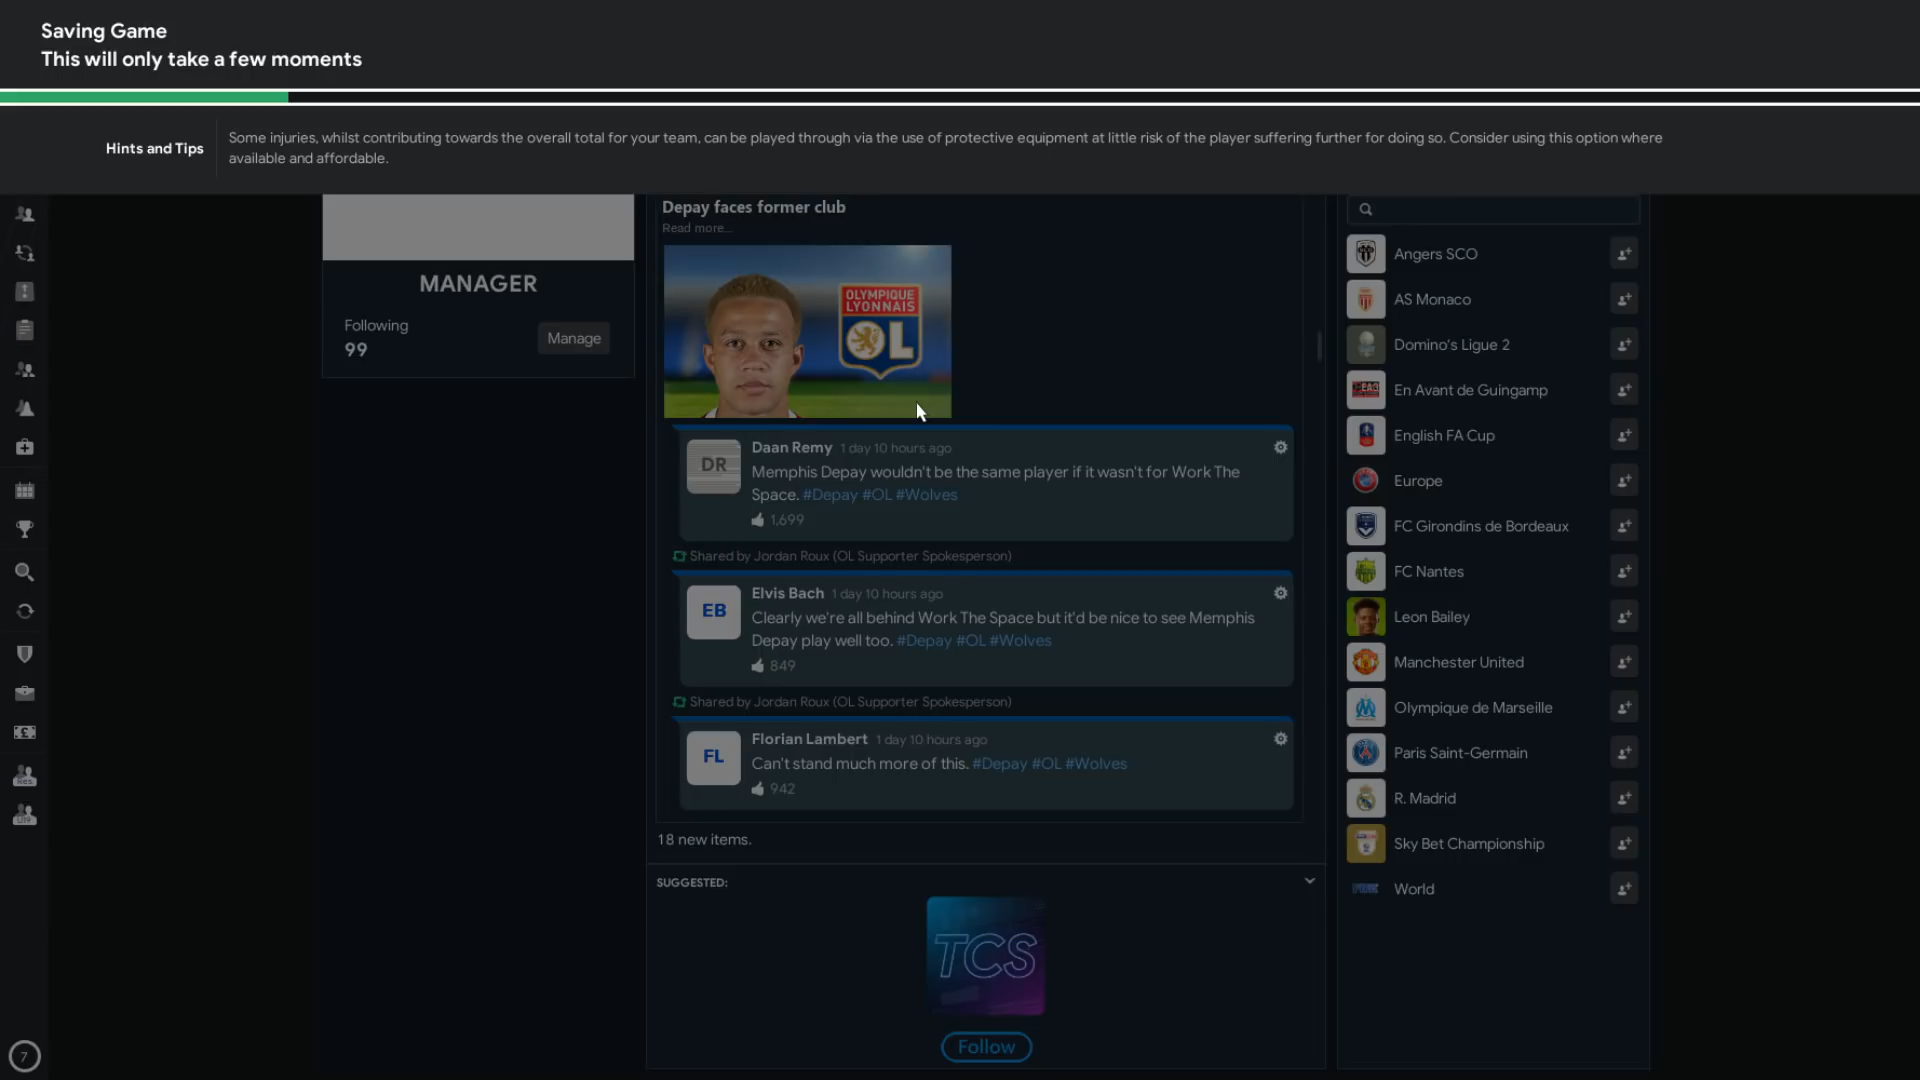 Saving Game
This will only take a few moments
Hints and Tips
Some injuries, whilst contributing towards the overall total for your team, can be played through via the use of protective equipment at little risk of the player suffering further for doing so. Consider using this option where
available and affordable.
MANAGER
Following
99
Manage
Depay faces former club
Read more...
OLYMPIQUE
LYONNAIS
OL
DR
Daan Remy 1 day 10 hours ago
Memphis Depay wouldn't be the same player if it wasn't for Work The
Space. #Depay #OL #Wolves
1,699
Shared by Jordan Roux (OL Supporter Spokesperson)
EB
Elvis Bach 1 day 10 hours ago
Clearly we're all behind Work The Space but it'd be nice to see Memphis
Depay play well too. #Depay #OL #Wolves
849
Shared by Jordan Roux (OL Supporter Spokesperson)
FL
Florian Lambert 1 day 10 hours ago
Can't stand much more of this. #Depay #OL #Wolves
942
18 new items.
SUGGESTED:
TCS
Follow
Angers SCO
AS Monaco
Domino's Ligue 2
En Avant de Guingamp
English FA Cup
Europe
FC Girondins de Bordeaux
FC Nantes
Leon Bailey
Manchester United
Olympique de Marseille
Paris Saint-Germain
R. Madrid
Sky Bet Championship
World
RES
U19
7